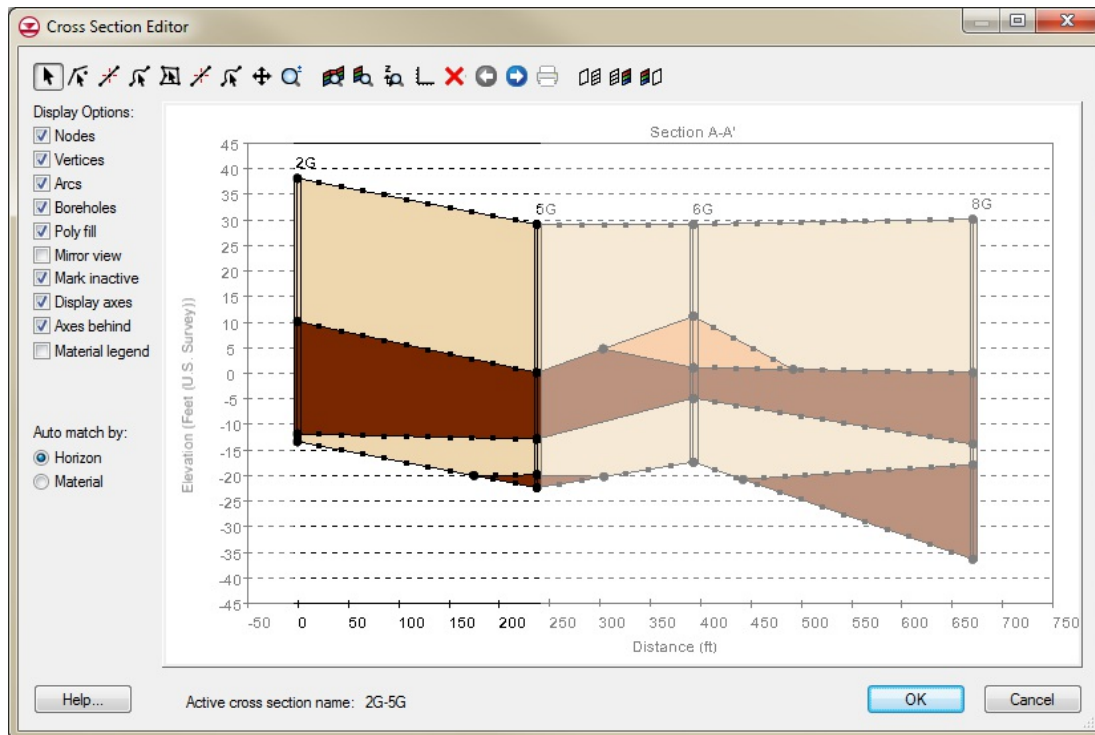 Cross Section Editor
Display Options:
Nodes
Vertices
Arcs
Boreholes
Poly fill
Mirror view
Mark inactive
Display axes
Axes behind
Material legend
Auto match by:
Horizon
Material
Section A-A'
2G
5G
6G
8G
45
40
35
30
25
20
15
10
5
0
-5
-10
-15
-20
-25
-30
-35
-40
-45
Elevation (Feet (U.S. Survey))
-50 0 50 100 150 200 250 300 350 400 450 500 550 600 650 700 750
Distance (ft)
Help...
Active cross section name: 2G-5G
OK
Cancel